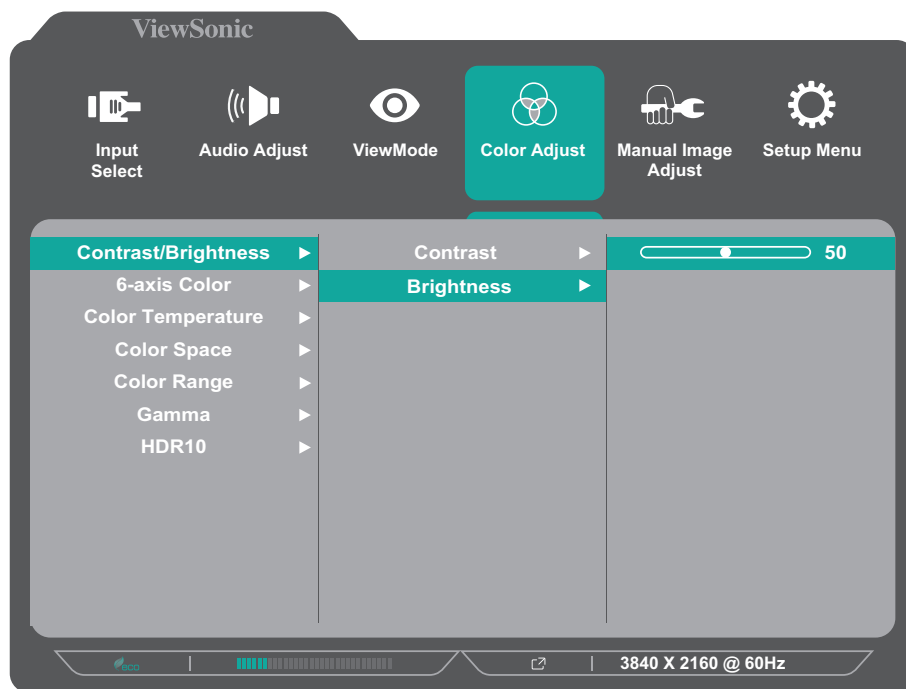 ViewSonic
Input Select
Audio Adjust
ViewMode
Color Adjust
Manual Image Adjust
Setup Menu
Contrast/Brightness
Contrast
50
6-axis Color
Brightness
Color Temperature
Color Space
Color Range
Gamma
HDR10
eco
3840 X 2160 @ 60Hz